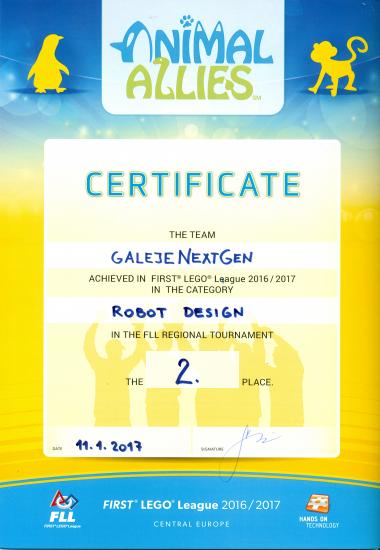 ANIMAL
ALLIES SM
CERTIFICATE
THE TEAM
GALEJE NEXTGEN
ACHIEVED IN FIRST® LEGO® League 2016/2017
IN THE CATEGORY
ROBOT DESIGN
IN THE FLL REGIONAL TOURNAMENT
THE 2. PLACE.
DATE 11.1.2017 SIGNATURE
FIRST® LEGO® League 2016/2017
CENTRAL EUROPE
FLL
FIRST® LEGO® League
HANDS ON
TECHNOLOGY